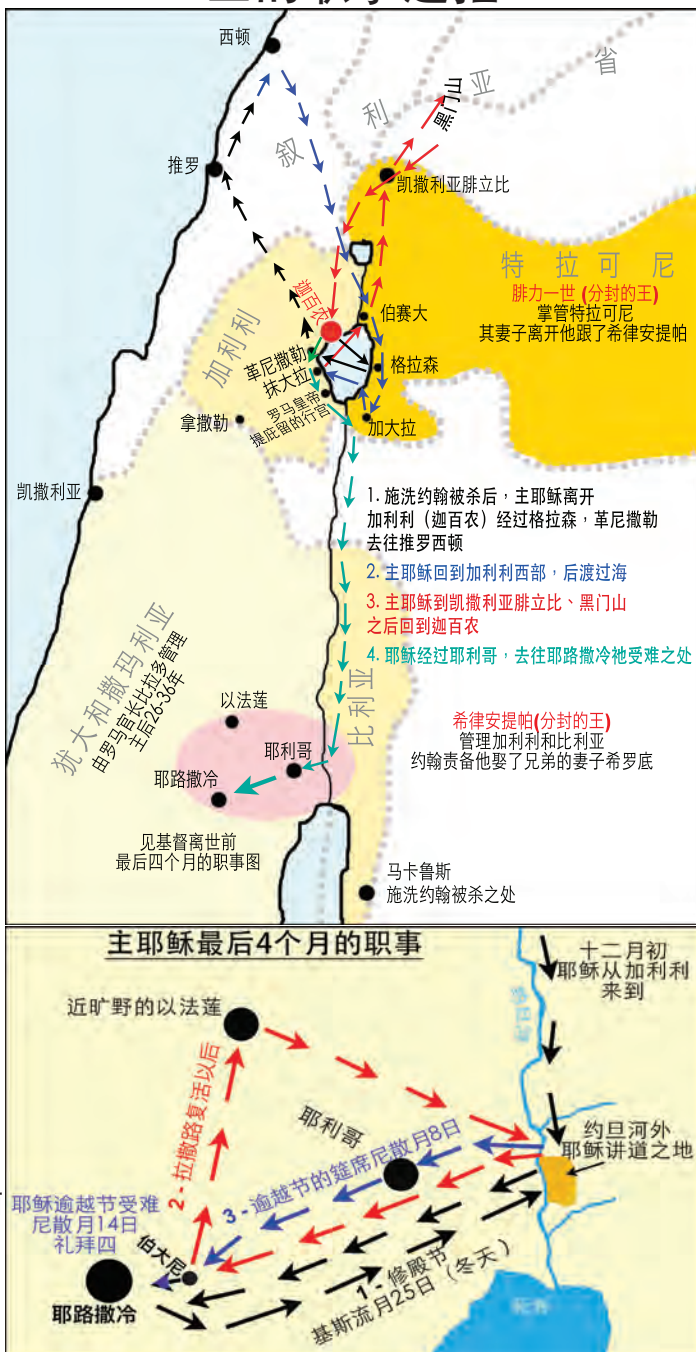 西顿
叙利亚省
黑门山
推罗
凯撒利亚腓立比
特拉可尼
腓力一世 (分封的王)
掌管特拉可尼
其妻子离开他跟了希律安提帕
加利利
迦百农
伯赛大
革尼撒勒
抹大拉
格拉森
罗马皇帝
提庇留的行宫
拿撒勒
加大拉
凯撒利亚
1. 施洗约翰被杀后，主耶稣离开
加利利（迦百农）经过格拉森，革尼撒勒
去往推罗西顿
2. 主耶稣回到加利利西部，后渡过海
3. 主耶稣到凯撒利亚腓立比、黑门山
之后回到迦百农
4. 耶稣经过耶利哥，去往耶路撒冷祂受难之处
犹大和撒玛利亚
由罗马官长比拉多管理
主后26-36年
比利亚
以法莲
耶利哥
耶路撒冷
希律安提帕(分封的王)
管理加利利和比利亚
约翰责备他娶了兄弟的妻子希罗底
见基督离世前
最后四个月的职事图
马卡鲁斯
施洗约翰被杀之处
主耶稣最后4个月的职事
十二月初
耶稣从加利利
来到
近旷野的以法莲
约旦河
2 - 拉撒路复活以后
耶利哥
约旦河外
耶稣讲道之地
3 - 逾越节的筵席尼散月8日
耶稣逾越节受难
尼散月14日
礼拜四
伯大尼
耶路撒冷
1 - 修殿节
基斯流月25日（冬天）